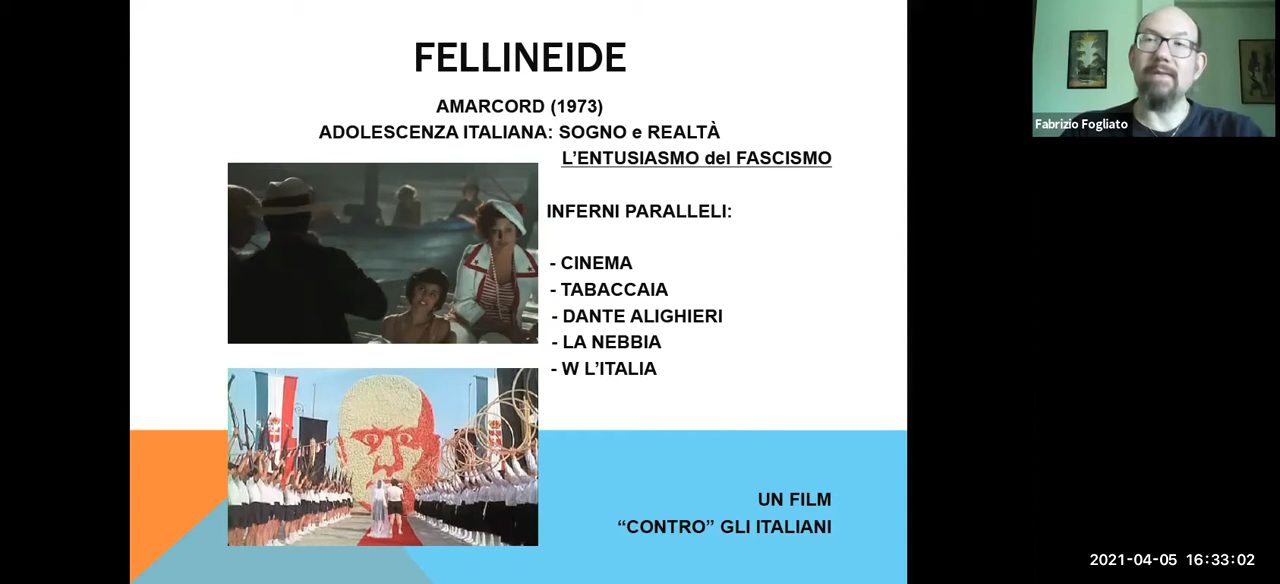 FELLINEIDE
AMARCORD (1973)
ADOLESCENZA ITALIANA: SOGNO e REALTÀ
L'ENTUSIASMO del FASCISMO
INFERNI PARALLELI:
- CINEMA
- TABACCAIA
- DANTE ALIGHIERI
- LA NEBBIA
- W L'ITALIA
UN FILM
“CONTRO” GLI ITALIANI
Fabrizio Fogliato
2021-04-05 16:33:02